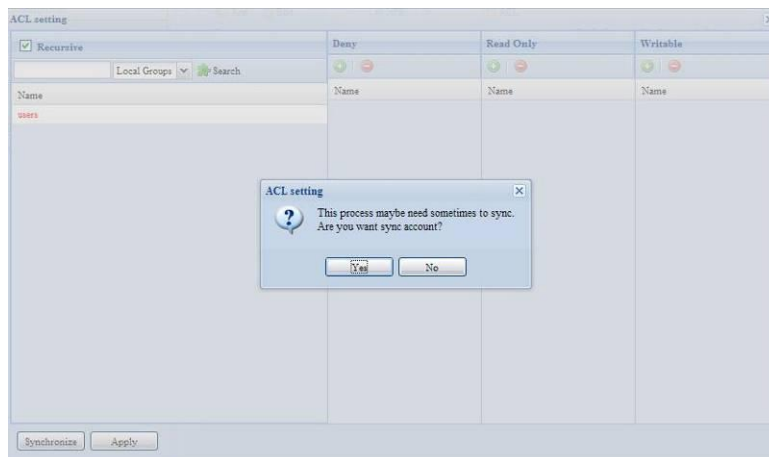 ACL setting
Recursive
Deny
Read Only
Writable
Local Groups
Search
Name
Name
Name
Name
users
ACL setting
This process maybe need sometimes to sync.
Are you want sync account?
Yes
No
Synchronize
Apply